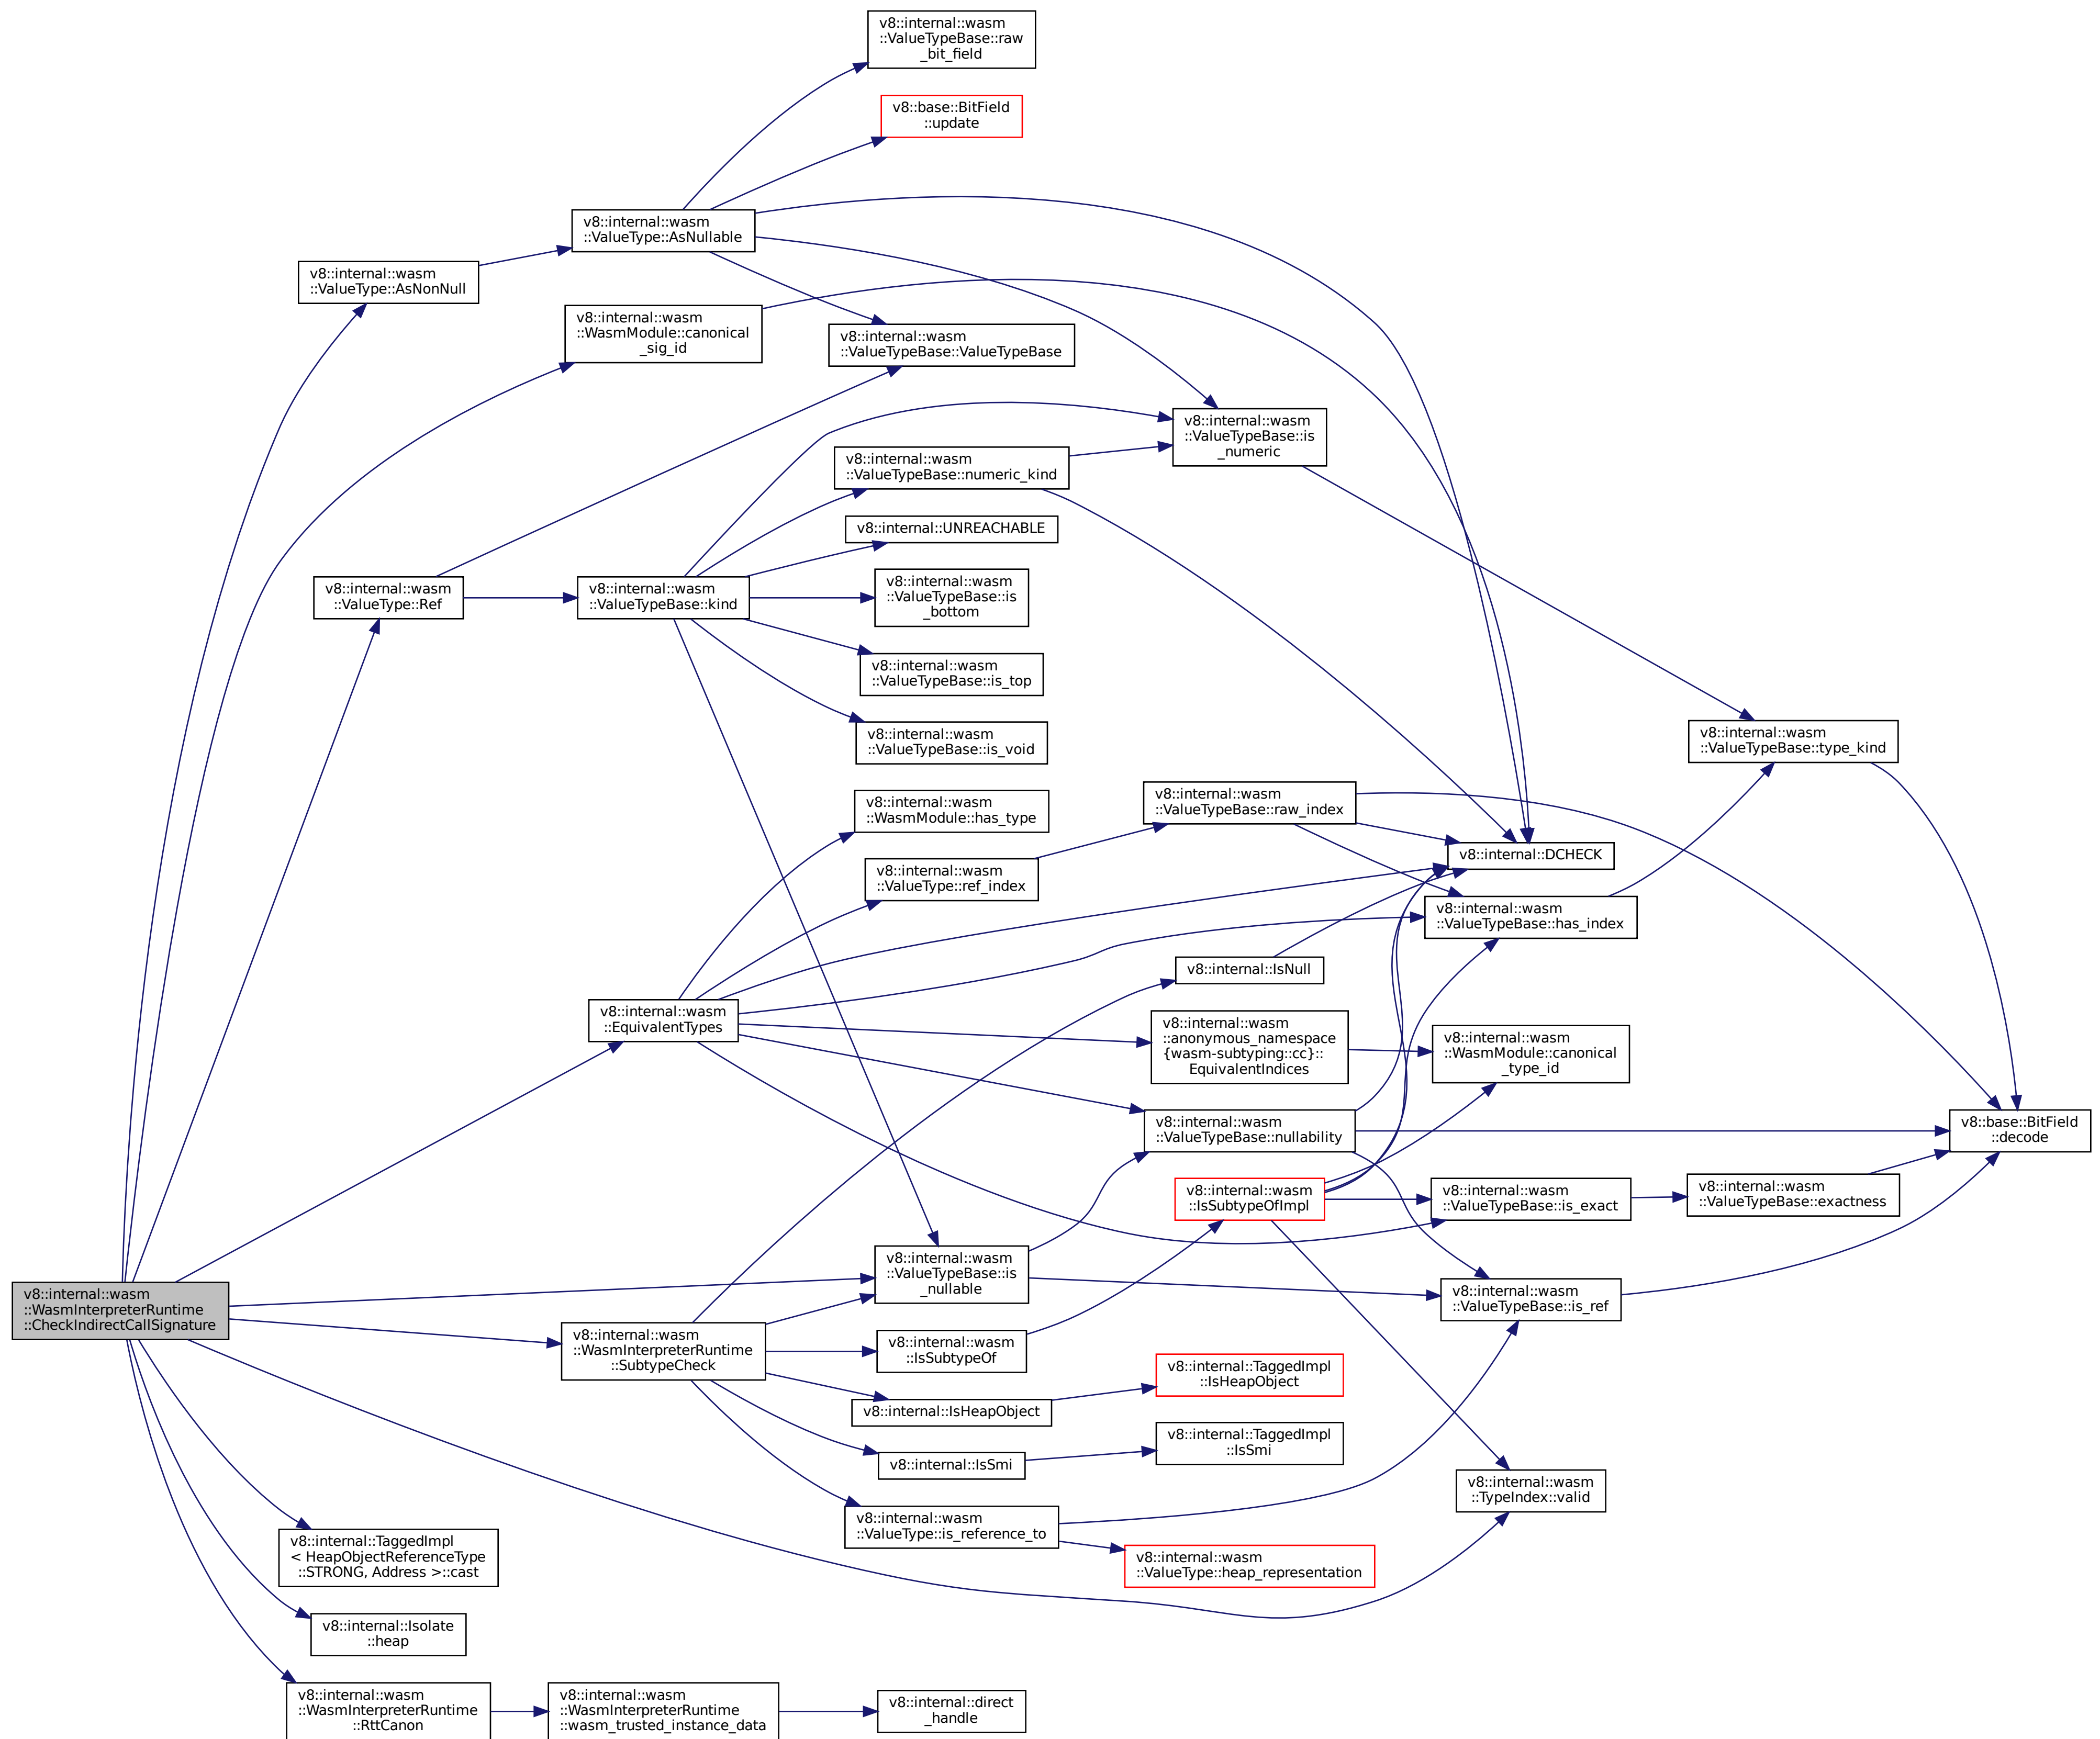 v8::internal::wasm
::ValueTypeBase::raw
_bit_field
v8::base::BitField
::update
v8::internal::wasm
::ValueType::AsNullable
v8::internal::wasm
::ValueType::AsNonNull
v8::internal::wasm
::WasmModule::canonical
_sig_id
v8::internal::wasm
::ValueTypeBase::ValueTypeBase
v8::internal::wasm
::ValueTypeBase::is
_numeric
v8::internal::wasm
::ValueTypeBase::numeric_kind
v8::internal::UNREACHABLE
v8::internal::wasm
::ValueType::Ref
v8::internal::wasm
::ValueTypeBase::kind
v8::internal::wasm
::ValueTypeBase::is
_bottom
v8::internal::wasm
::ValueTypeBase::is_top
v8::internal::wasm
::ValueTypeBase::is_void
v8::internal::wasm
::ValueTypeBase::type_kind
v8::internal::wasm
::WasmModule::has_type
v8::internal::wasm
::ValueTypeBase::raw_index
v8::internal::DCHECK
v8::internal::wasm
::ValueType::ref_index
v8::internal::wasm
::ValueTypeBase::has_index
v8::internal::IsNull
v8::internal::wasm
::EquivalentTypes
v8::internal::wasm
::anonymous_namespace
{wasm-subtyping::cc}::
EquivalentIndices
v8::internal::wasm
::WasmModule::canonical
_type_id
v8::internal::wasm
::ValueTypeBase::nullability
v8::base::BitField
::decode
v8::internal::wasm
::IsSubtypeOfImpl
v8::internal::wasm
::ValueTypeBase::is_exact
v8::internal::wasm
::ValueTypeBase::exactness
v8::internal::wasm
::ValueTypeBase::is
_nullable
v8::internal::wasm
::ValueTypeBase::is_ref
v8::internal::wasm
::WasmInterpreterRuntime
::CheckIndirectCallSignature
v8::internal::wasm
::WasmInterpreterRuntime
::SubtypeCheck
v8::internal::wasm
::IsSubtypeOf
v8::internal::TaggedImpl
::IsHeapObject
v8::internal::IsHeapObject
v8::internal::TaggedImpl
::IsSmi
v8::internal::IsSmi
v8::internal::wasm
::TypeIndex::valid
v8::internal::wasm
::ValueType::is_reference_to
v8::internal::wasm
::ValueType::heap_representation
v8::internal::TaggedImpl
< HeapObjectReferenceType
::STRONG, Address >::cast
v8::internal::Isolate
::heap
v8::internal::wasm
::WasmInterpreterRuntime
::RttCanon
v8::internal::wasm
::WasmInterpreterRuntime
::wasm_trusted_instance_data
v8::internal::direct
_handle